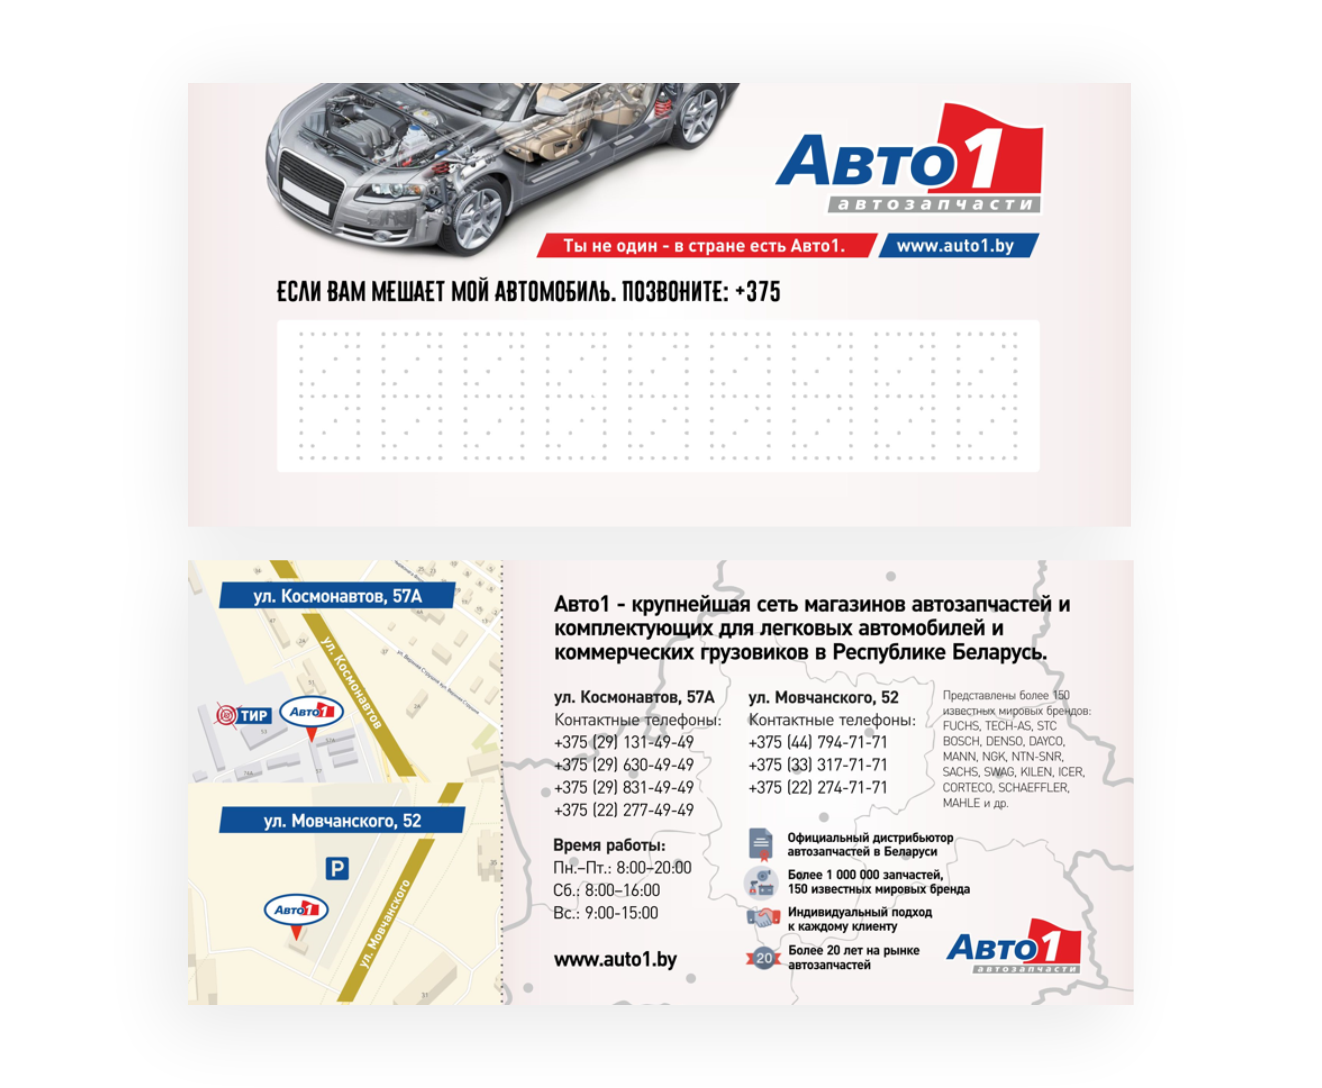 Авто1
автозапчасти
Ты не один - в стране есть Авто1.
www.auto1.by
ЕСЛИ ВАМ МЕШАЕТ МОЙ АВТОМОБИЛЬ. ПОЗВОНИТЕ: +375
ул. Космонавтов, 57А
ул. Космонавтов
ТИР
Авто1
ул. Мовчанского, 52
P
Авто1
ул. Мовчанского
Авто1 - крупнейшая сеть магазинов автозапчастей и
комплектующих для легковых автомобилей и
коммерческих грузовиков в Республике Беларусь.
ул. Космонавтов, 57А
Контактные телефоны:
+375 (29) 131-49-49
+375 (29) 630-49-49
+375 (29) 831-49-49
+375 (22) 277-49-49
Время работы:
Пн.–Пт.: 8:00–20:00
Сб.: 8:00–16:00
Вс.: 9:00-15:00
www.auto1.by
ул. Мовчанского, 52
Контактные телефоны:
+375 (44) 794-71-71
+375 (33) 317-71-71
+375 (22) 274-71-71
Представлены более 150
известных мировых брендов:
FUCHS, TECH-AS, STC
BOSCH, DENSO, DAYCO,
MANN, NGK, NTN-SNR,
SACHS, SWAG, KILEN, ICER,
CORTECO, SCHAEFFLER,
MAHLE и др.
Официальный дистрибьютор
автозапчастей в Беларуси
Более 1 000 000 запчастей,
150 известных мировых бренда
Индивидуальный подход
к каждому клиенту
20
Более 20 лет на рынке
автозапчастей
Авто1
автозапчасти